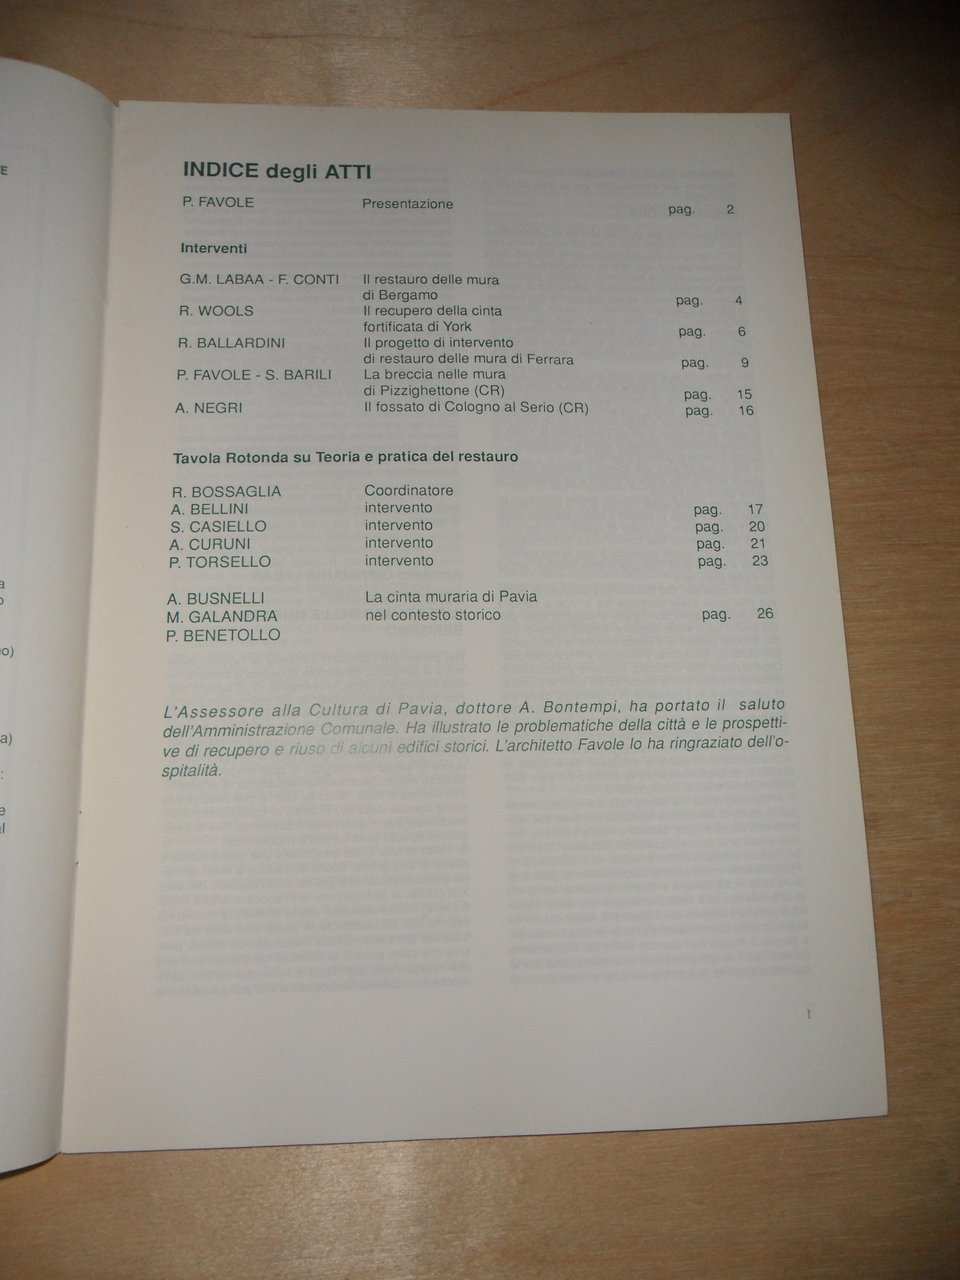 INDICE degli ATTI
P. FAVOLE Presentazione pag. 2
Interventi
G.M. LABAA - F. CONTI Il restauro delle mura
di Bergamo pag. 4
R. WOOLS Il recupero della cinta
fortificata di York pag. 6
R. BALLARDINI Il progetto di intervento
di restauro delle mura di Ferrara pag. 9
P. FAVOLE - S. BARILI La breccia nelle mura
di Pizzighettone (CR) pag. 15
A. NEGRI Il fossato di Cologno al Serio (CR) pag. 16
Tavola Rotonda su Teoria e pratica del restauro
R. BOSSAGLIA Coordinatore
A. BELLINI intervento pag. 17
S. CASIELLO intervento pag. 20
A. CURUNI intervento pag. 21
P. TORSELLO intervento pag. 23
A. BUSNELLI La cinta muraria di Pavia
M. GALANDRA nel contesto storico pag. 26
P. BENETOLLO
L'Assessore alla Cultura di Pavia, dottore A. Bontempi, ha portato il saluto
dell'Amministrazione Comunale. Ha illustrato le problematiche della città e le prospetti-
ve di recupero e riuso di alcuni edifici storici. L'architetto Favole lo ha ringraziato dell'o-
spitalità.
1